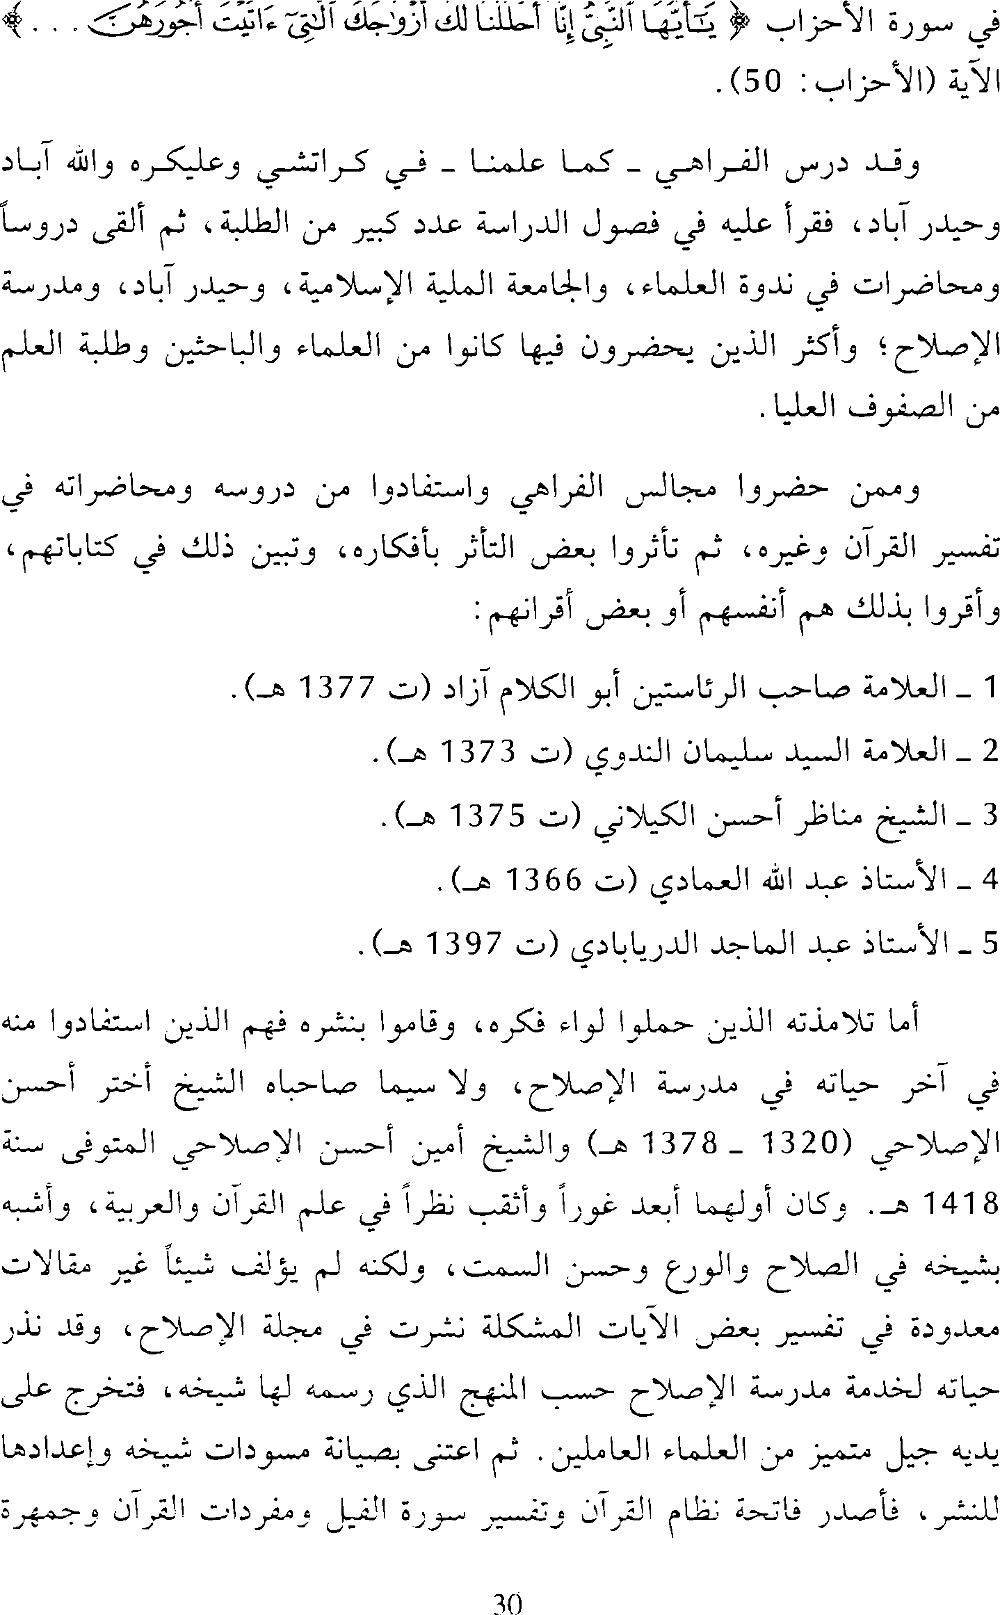 في سورة الأحزاب ﴿ يَٰٓأَيُّهَا ٱلنَّبِيُّ إِنَّآ أَحْلَلْنَا لَكَ أَزْوَٰجَكَ ٱلَّٰتِيٓ ءَاتَيْتَ أُجُورَهُنَّ . . . ﴾
الآية (الأحزاب: 50).
وقد درس الفراهي ـ كما علمنا ـ في كراتشي وعليكره والله آباد
وحيدر آباد، فقرأ عليه في فصول الدراسة عدد كبير من الطلبة، ثم ألقى دروساً
ومحاضرات في ندوة العلماء، والجامعة الملية الإسلامية، وحيدر آباد، ومدرسة
الإصلاح؛ وأكثر الذين يحضرون فيها كانوا من العلماء والباحثين وطلبة العلم
من الصفوف العليا.
وممن حضروا مجالس الفراهي واستفادوا من دروسه ومحاضراته في
تفسير القرآن وغيره، ثم تأثروا بعض التأثر بأفكاره، وتبين ذلك في كتاباتهم،
وأقروا بذلك هم أنفسهم أو بعض أقرانهم:
1 ـ العلامة صاحب الرئاستين أبو الكلام آزاد (ت 1377 هـ).
2 ـ العلامة السيد سليمان الندوي (ت 1373 هـ).
3 ـ الشيخ مناظر أحسن الكيلاني (ت 1375 هـ).
4 ـ الأستاذ عبد الله العمادي (ت 1366 هـ).
5 ـ الأستاذ عبد الماجد الدريابادي (ت 1397 هـ).
أما تلامذته الذين حملوا لواء فكره، وقاموا بنشره فهم الذين استفادوا منه
في آخر حياته في مدرسة الإصلاح، ولا سيما صاحباه الشيخ أختر أحسن
الإصلاحي (1320 ـ 1378 هـ) والشيخ أمين أحسن الإصلاحي المتوفى سنة
1418 هـ. وكان أولهما أبعد غوراً وأثقب نظراً في علم القرآن والعربية، وأشبه
بشيخه في الصلاح والورع وحسن السمت، ولكنه لم يؤلف شيئاً غير مقالات
معدودة في تفسير بعض الآيات المشكلة نشرت في مجلة الإصلاح، وقد نذر
حياته لخدمة مدرسة الإصلاح حسب المنهج الذي رسمه لها شيخه، فتخرج على
يديه جيل متميز من العلماء العاملين. ثم اعتنى بصيانة مسودات شيخه وإعدادها
للنشر، فأصدر فاتحة نظام القرآن وتفسير سورة الفيل ومفردات القرآن وجمهرة
30